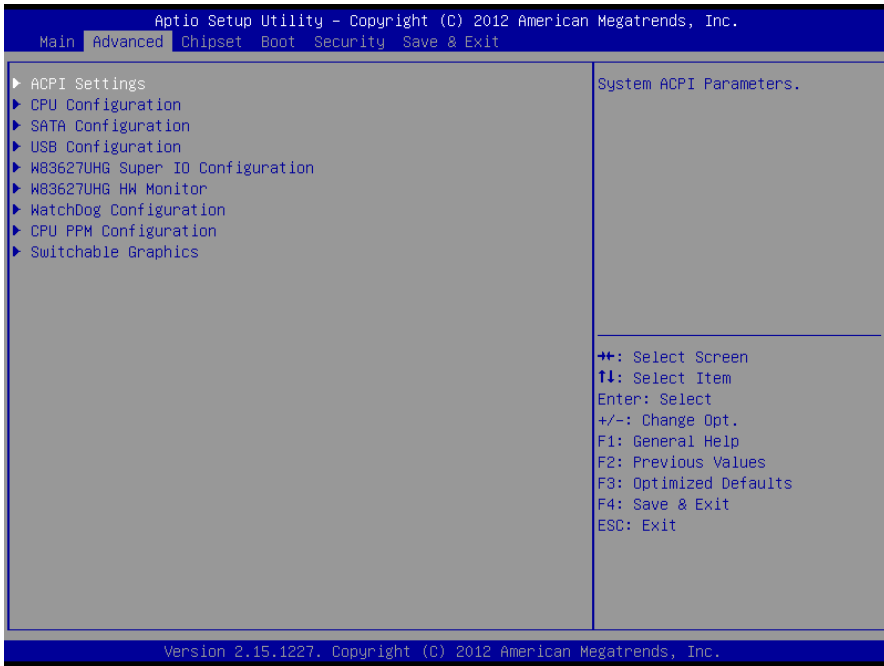 Aptio Setup Utility – Copyright (C) 2012 American Megatrends, Inc.
Main Advanced Chipset Boot Security Save & Exit
ACPI Settings
CPU Configuration
SATA Configuration
USB Configuration
W83627UHG Super IO Configuration
W83627UHG HW Monitor
WatchDog Configuration
CPU PPM Configuration
Switchable Graphics
System ACPI Parameters.
→←: Select Screen
↑↓: Select Item
Enter: Select
+/-: Change Opt.
F1: General Help
F2: Previous Values
F3: Optimized Defaults
F4: Save & Exit
ESC: Exit
Version 2.15.1227. Copyright (C) 2012 American Megatrends, Inc.